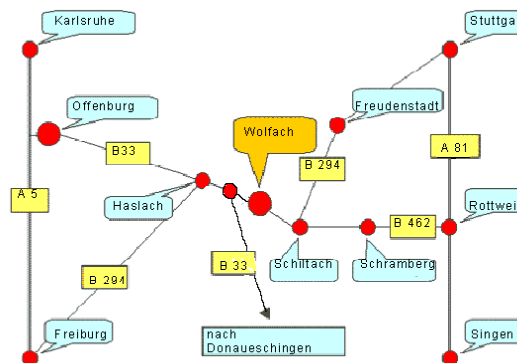 Karlsruhe
Stuttga
Offenburg
Freudenstadt
Wolfach
B33
A 81
B 294
A 5
Haslach
B 462
Rottwei
Schiltach
Schramberg
B 33
B 294
Freiburg
nach
Donaueschingen
Singen